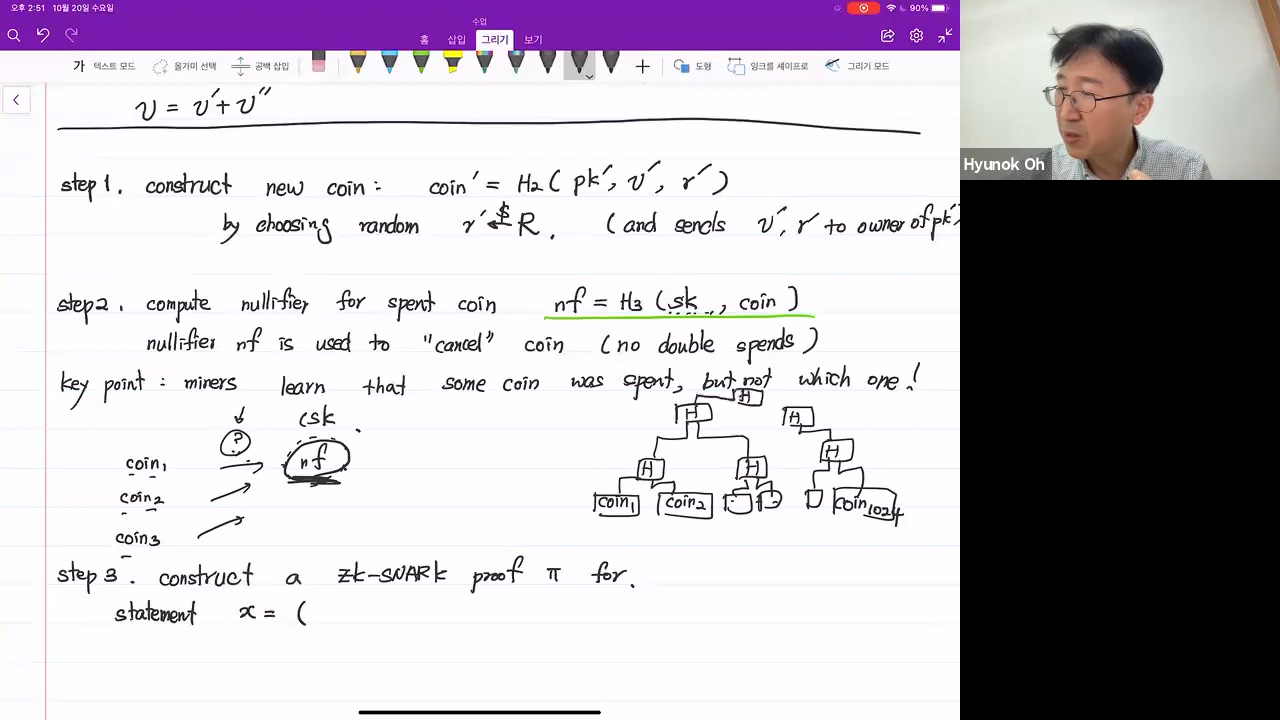 오후 2:51 10월 20일 수요일
90%
수업
홈 삽입 그리기 보기
가 텍스트 모드 올가미 선택 공백 삽입 도형 잉크를 셰이프로 그리기 모드
v = v' + v''
step1. construct new coin : coin' = H2 ( pk', v', r' )
by choosing random r' ←$ R. (and sends v', r' to owner of pk')
step2. compute nullifier for spent coin nf = H3 (sk, coin)
nullifier nf is used to "cancel" coin (no double spends)
key point : miners learn that some coin was spent, but not which one!
H
H
H
(sk
?
nf
coin1
H
H
H
coin2
coin1
coin2
coin1024
coin3
step 3. construct a zk-SNARK proof π for.
statement x = (
Hyunok Oh